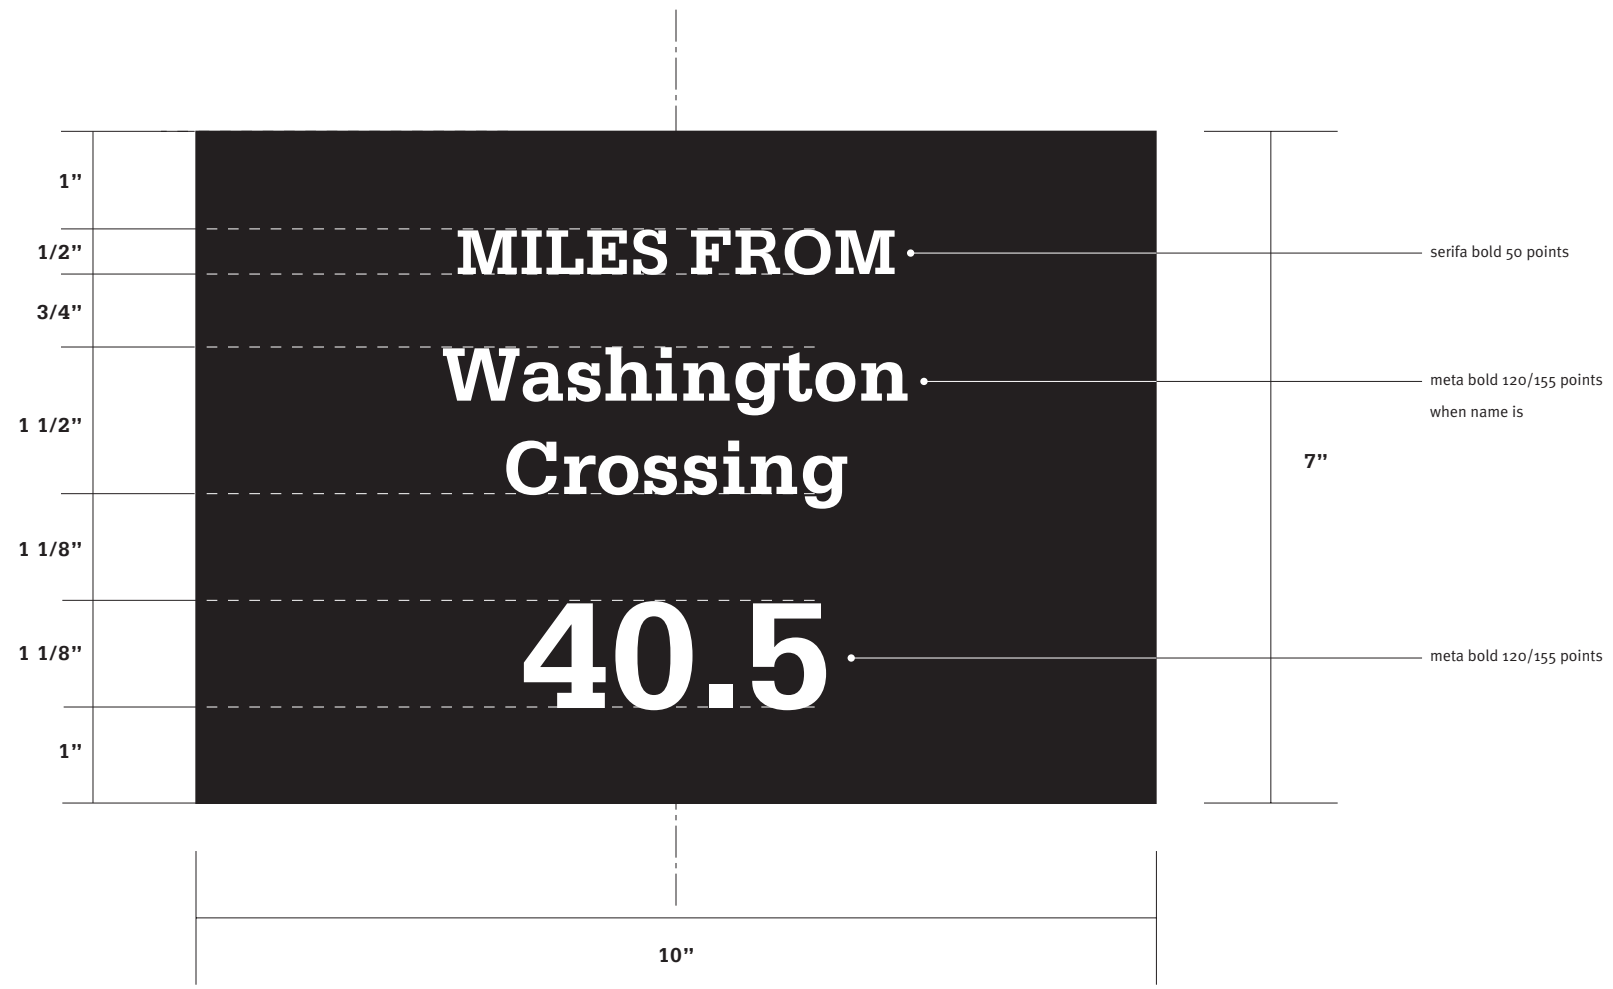 1”
1/2”
MILES FROM
serifa bold 50 points
3/4”
Washington
meta bold 120/155 points
when name is
1 1/2”
Crossing
7”
1 1/8”
40.5
1 1/8”
meta bold 120/155 points
1”
10”